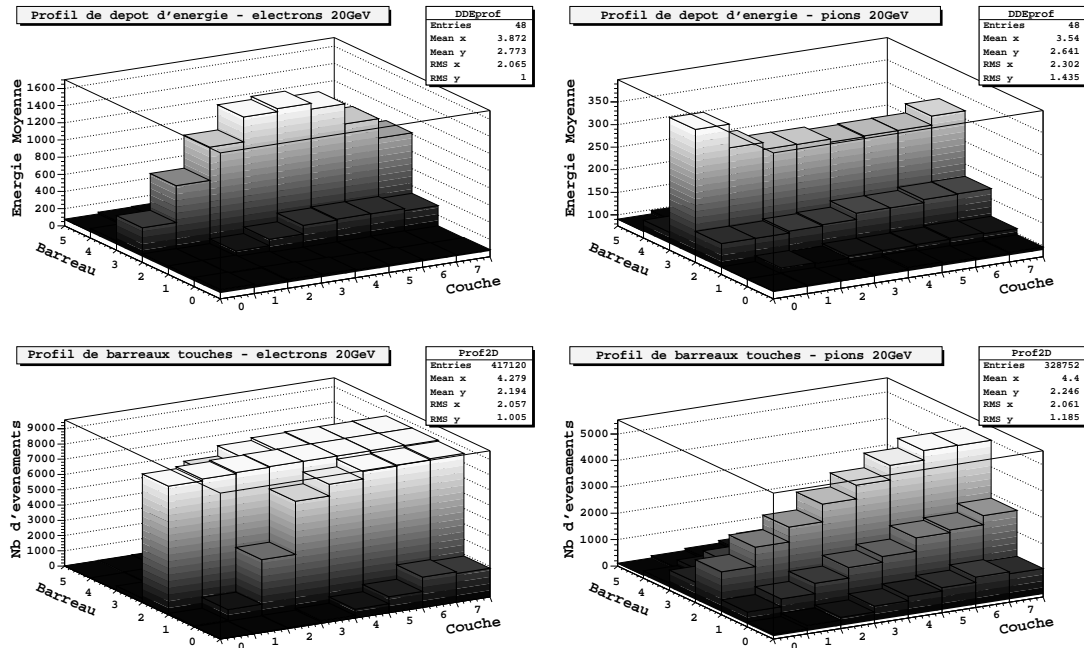 Profil de depot d'energie - electrons 20GeV
DDEprof
Entries 48
Mean x 3.872
Mean y 2.773
RMS x 2.065
RMS y 1
Energie Moyenne
1600
1400
1200
1000
800
600
400
200
0
Barreau
5
4
3
2
1
0
0
1
2
3
4
5
6
7
Couche
Profil de depot d'energie - pions 20GeV
DDEprof
Entries 48
Mean x 3.54
Mean y 2.641
RMS x 2.302
RMS y 1.435
Energie Moyenne
350
300
250
200
150
100
Barreau
5
4
3
2
1
0
0
1
2
3
4
5
6
7
Couche
Profil de barreaux touches - electrons 20GeV
Prof2D
Entries 417120
Mean x 4.279
Mean y 2.194
RMS x 2.057
RMS y 1.005
Nb d'evenements
9000
8000
7000
6000
5000
4000
3000
2000
1000
0
Barreau
5
4
3
2
1
0
0
1
2
3
4
5
6
7
Couche
Profil de barreaux touches - pions 20GeV
Prof2D
Entries 328752
Mean x 4.4
Mean y 2.246
RMS x 2.061
RMS y 1.185
Nb d'evenements
5000
4000
3000
2000
1000
0
Barreau
5
4
3
2
1
0
0
1
2
3
4
5
6
7
Couche